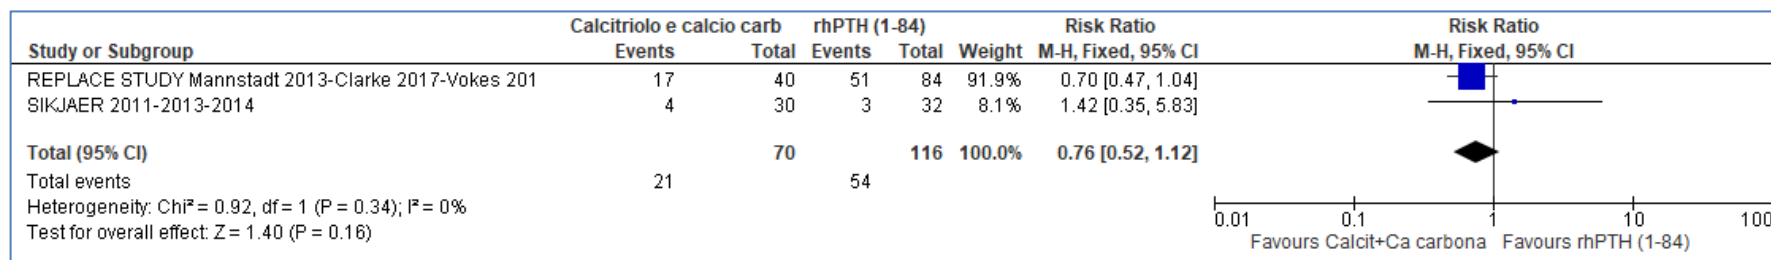 Calcitriolo e calcio carb rhPTH (1-84) Risk Ratio Risk Ratio
Study or Subgroup Events Total Events Total Weight M-H, Fixed, 95% CI M-H, Fixed, 95% CI
REPLACE STUDY Mannstadt 2013-Clarke 2017-Vokes 201 17 40 51 84 91.9% 0.70 [0.47, 1.04]
SIKJAER 2011-2013-2014 4 30 3 32 8.1% 1.42 [0.35, 5.83]
Total (95% CI) 70 116 100.0% 0.76 [0.52, 1.12]
Total events 21 54
Heterogeneity: Chi² = 0.92, df = 1 (P = 0.34); I² = 0%
Test for overall effect: Z = 1.40 (P = 0.16)
0.01 0.1 1 10 100
Favours Calcit+Ca carbona Favours rhPTH (1-84)